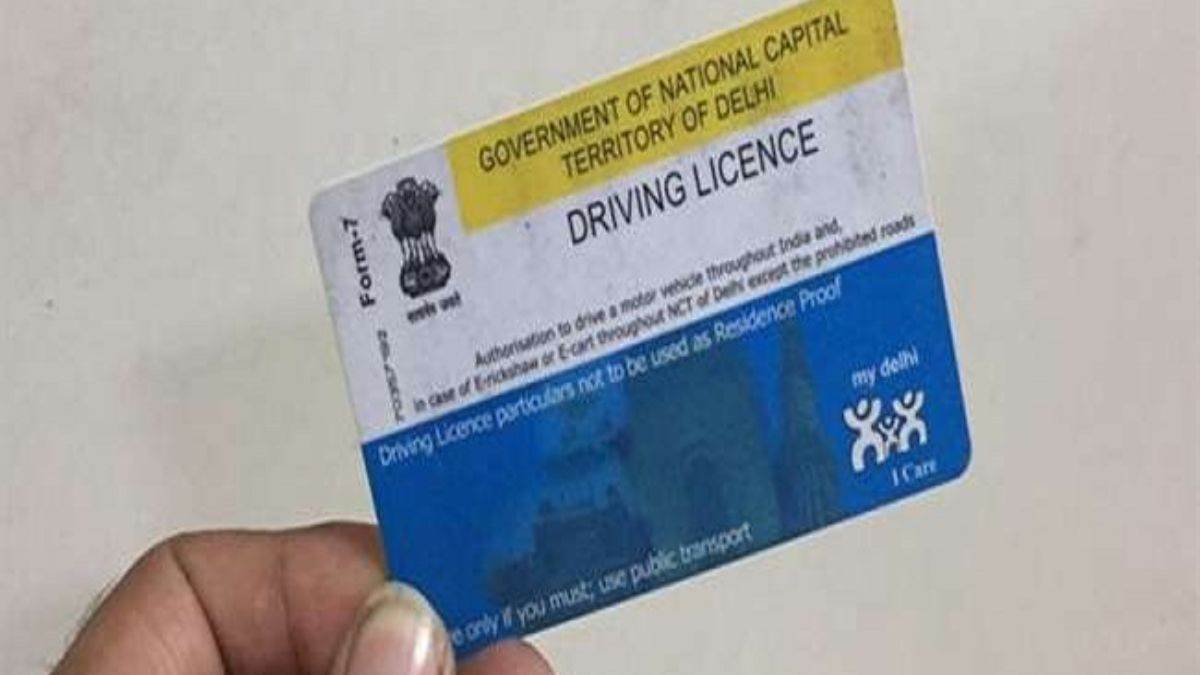 GOVERNMENT OF NATIONAL CAPITAL
TERRITORY OF DELHI
DRIVING LICENCE
Form-7
सत्यमेव जयते
Authorisation to drive a motor vehicle throughout India and,
in case of E-rickshaw or E-cart throughout NCT of Delhi except the prohibited roads
Driving Licence particulars not to be used as Residence Proof
my delhi
I Care
only if you must; use public transport